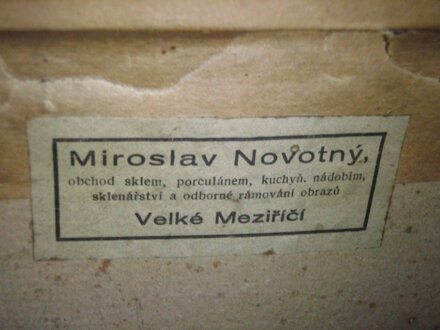 Miroslav Novotný,
obchod sklem, porculánem, kuchyň. nádobím,
sklenářství a odborné rámování obrazů
Velké Meziříčí